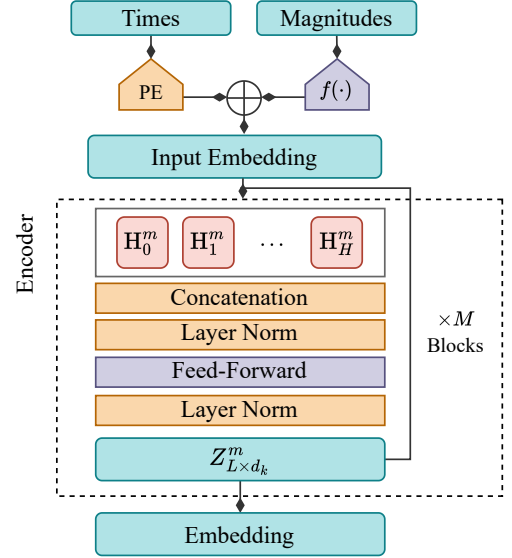 Times Magnitudes
PE f(·)
Input Embedding
Encoder
H_0^m H_1^m ... H_H^m
Concatenation
Layer Norm
×M
Blocks
Feed-Forward
Layer Norm
Z_{L×d_k}^m
Embedding